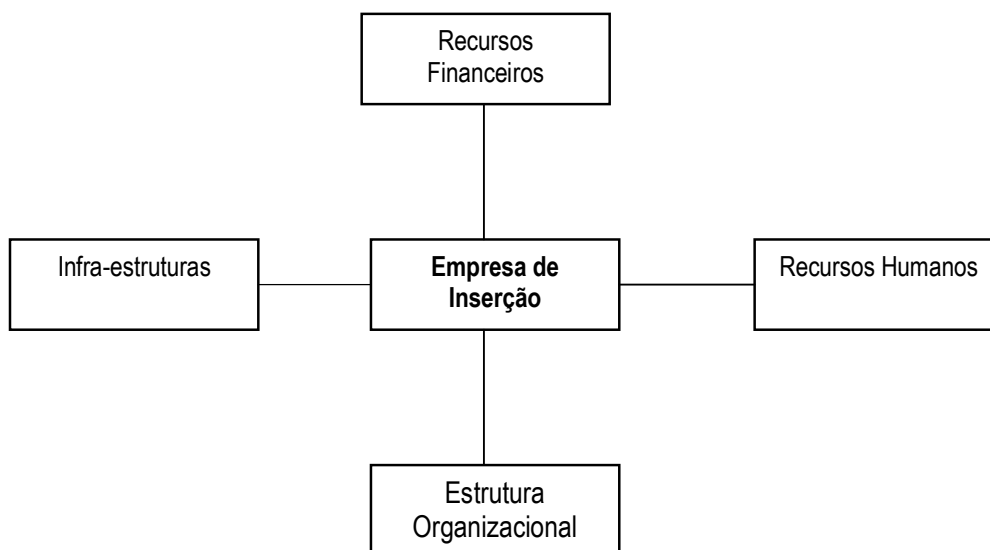 Recursos
Financeiros
Infra-estruturas
Empresa de
Inserção
Recursos Humanos
Estrutura
Organizacional